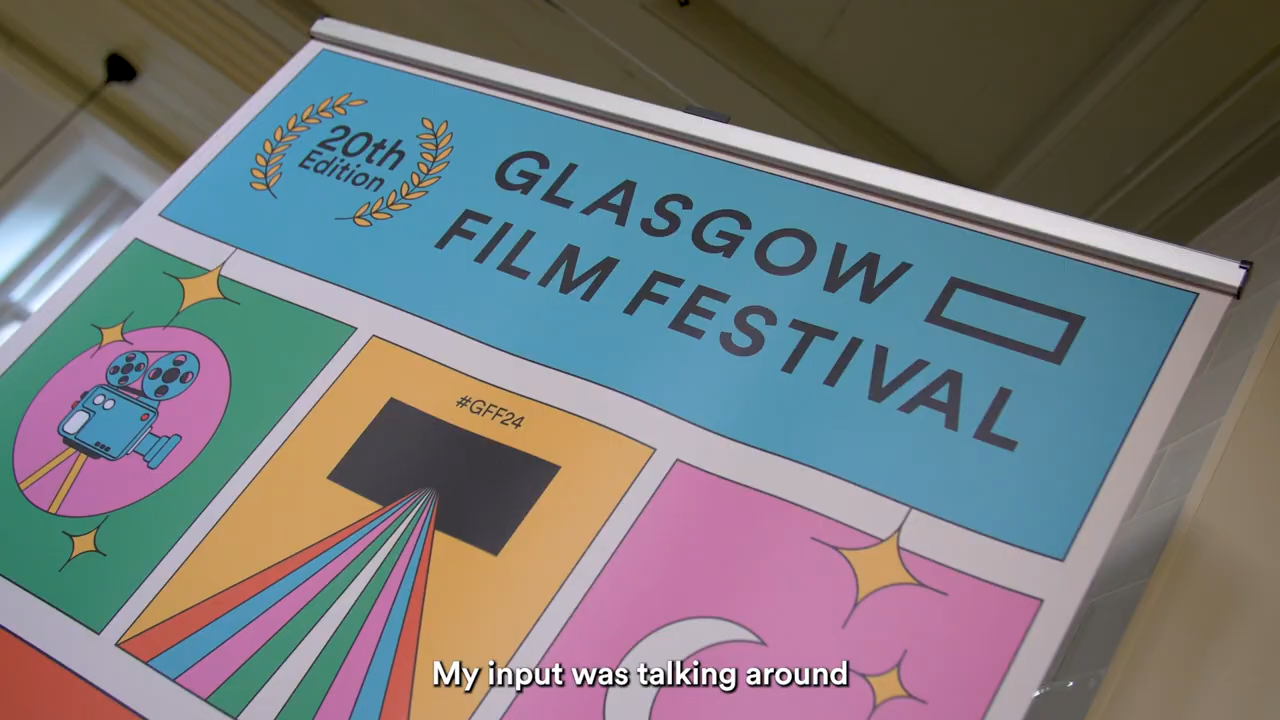 20th
Edition
GLASGOW
FILM FESTIVAL
#GFF24
My input was talking around